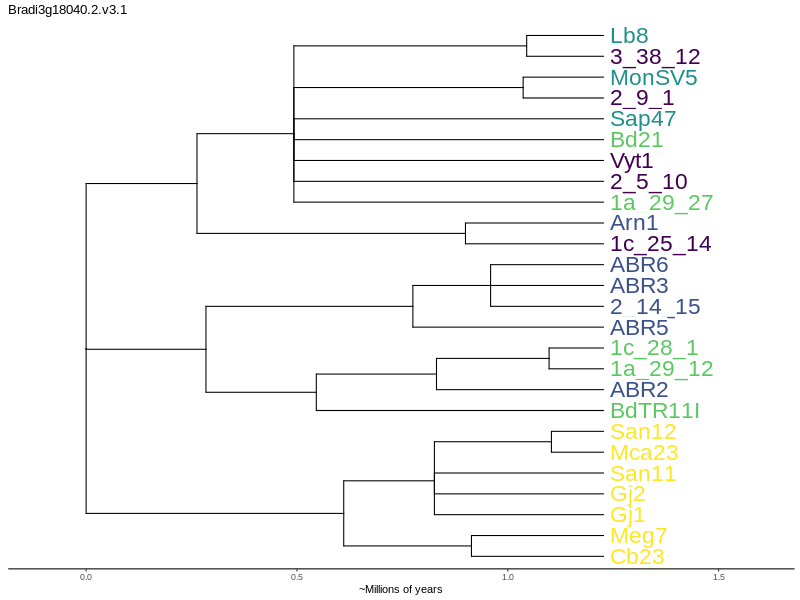 Bradi3g18040.2.v3.1
Lb8
3_38_12
MonSV5
2_9_1
Sap47
Bd21
Vyt1
2_5_10
1a_29_27
Arn1
1c_25_14
ABR6
ABR3
2_14_15
ABR5
1c_28_1
1a_29_12
ABR2
BdTR11I
San12
Mca23
San11
Gj2
Gj1
Meg7
Cb23
0.0 0.5 1.0 1.5
~Millions of years